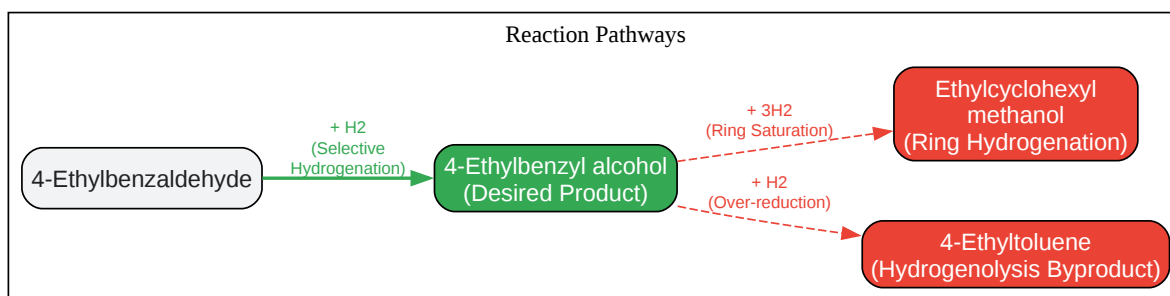 Reaction Pathways
4-Ethylbenzaldehyde
+ H2
(Selective
Hydrogenation)
4-Ethylbenzyl alcohol
(Desired Product)
+ 3H2
(Ring Saturation)
Ethylcyclohexyl
methanol
(Ring Hydrogenation)
+ H2
(Over-reduction)
4-Ethyltoluene
(Hydrogenolysis Byproduct)